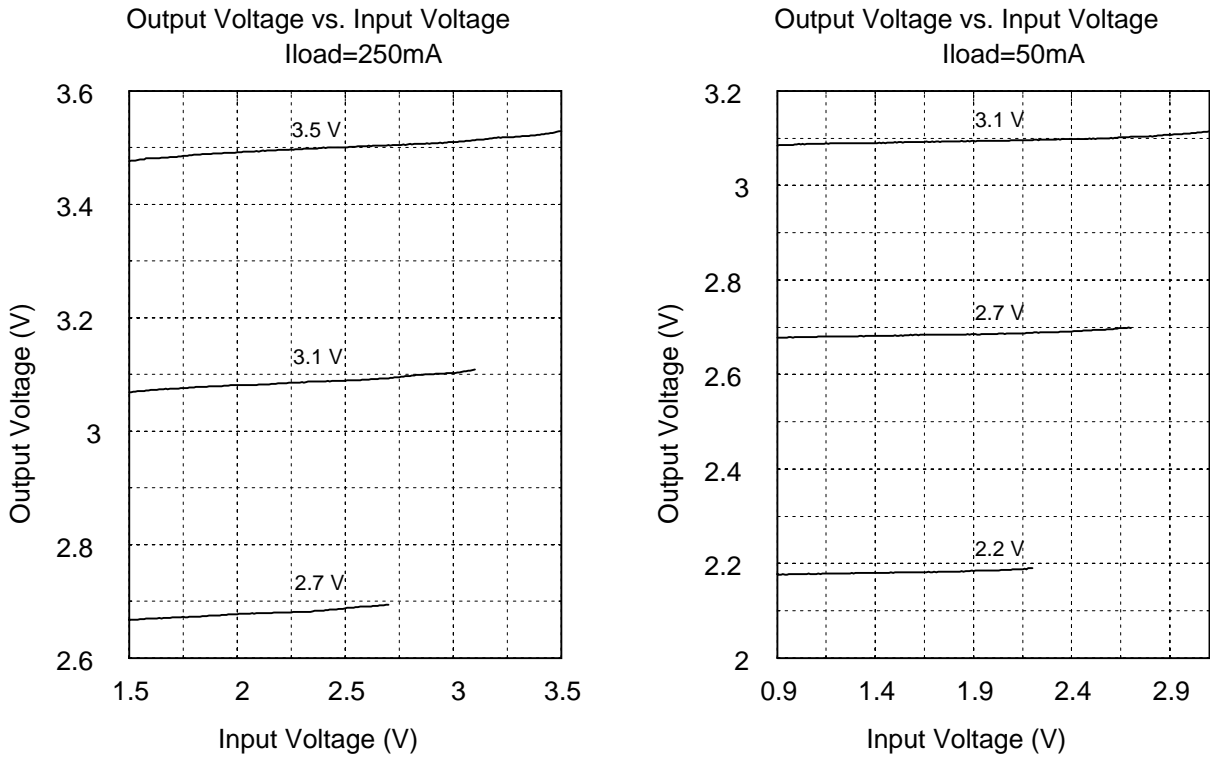 Output Voltage vs. Input Voltage
Iload=250mA
3.6
3.4
3.2
3
2.8
2.6
3.5 V
3.1 V
2.7 V
1.5 2 2.5 3 3.5
Input Voltage (V)
Output Voltage (V)
Output Voltage vs. Input Voltage
Iload=50mA
3.2
3
2.8
2.6
2.4
2.2
2
3.1 V
2.7 V
2.2 V
0.9 1.4 1.9 2.4 2.9
Input Voltage (V)
Output Voltage (V)